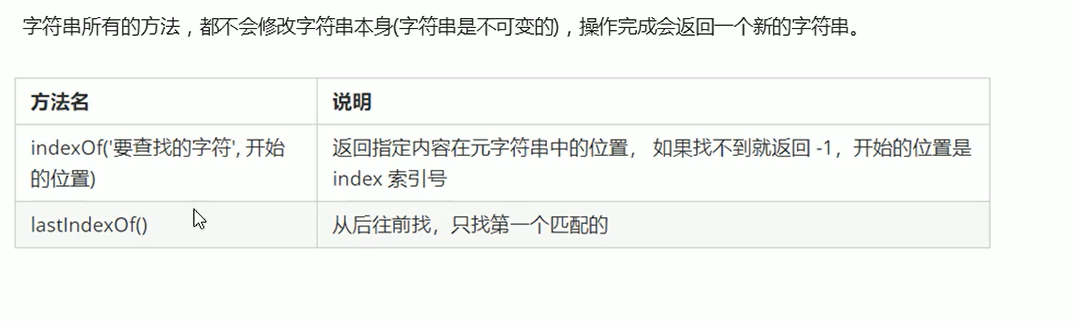 字符串所有的方法，都不会修改字符串本身(字符串是不可变的)，操作完成会返回一个新的字符串。
方法名
说明
indexOf('要查找的字符', 开始
的位置)
返回指定内容在元字符串中的位置， 如果找不到就返回 -1，开始的位置是
index 索引号
lastIndexOf()
从后往前找，只找第一个匹配的